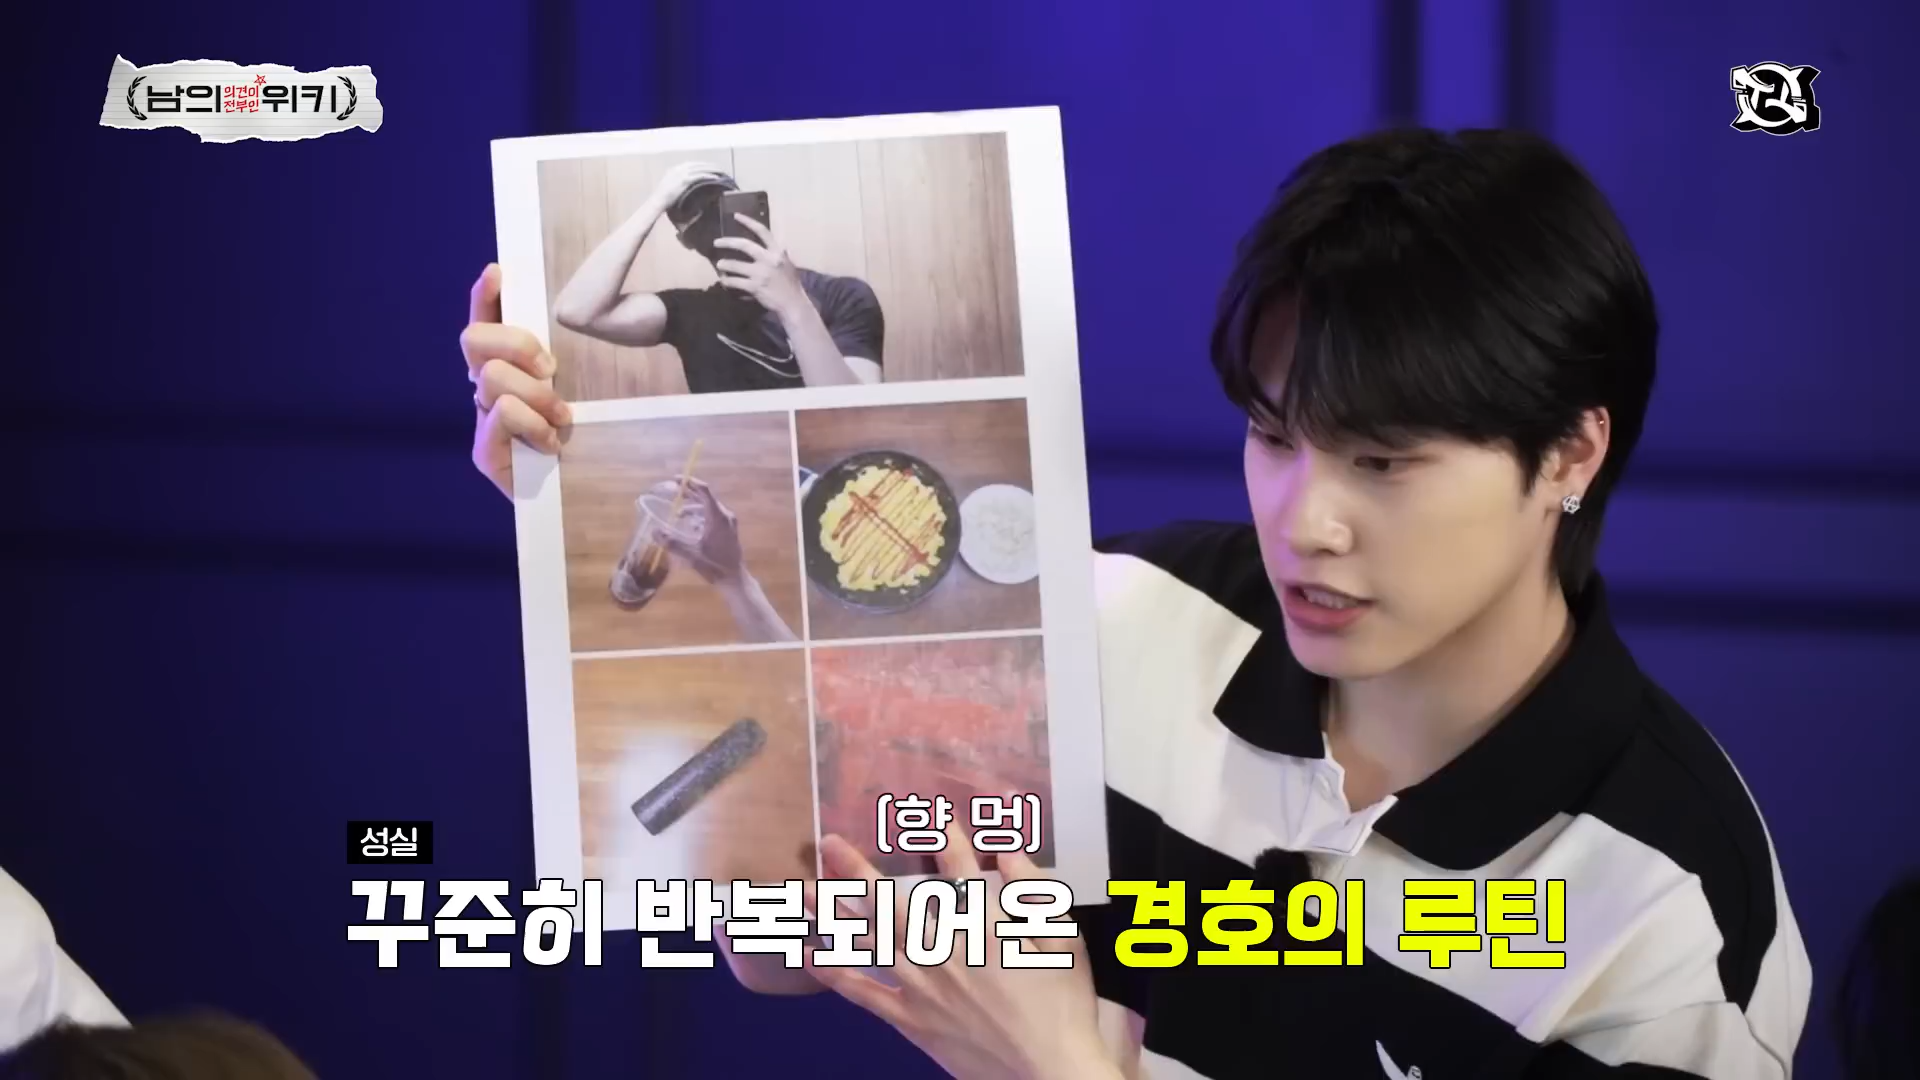 남의 의견이 전부인 위키
[향 멍]
성실
꾸준히 반복되어온 경호의 루틴